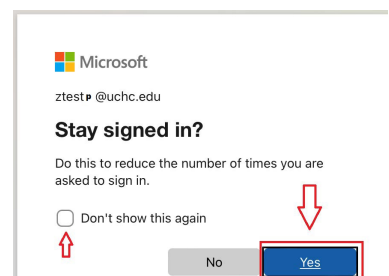 Microsoft
ztestp @uchc.edu
Stay signed in?
Do this to reduce the number of times you are
asked to sign in.
Don't show this again
No Yes